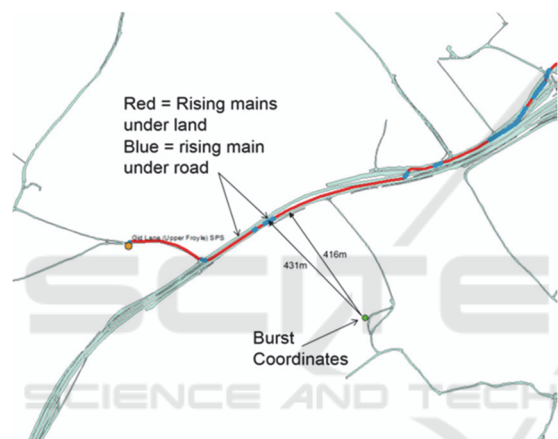 Red = Rising mains
under land
Blue = rising main
under road
Gid Lane (Upper Froyle) SPS
416m
431m
Burst
Coordinates
SCITE
SCIENCE AND TECH